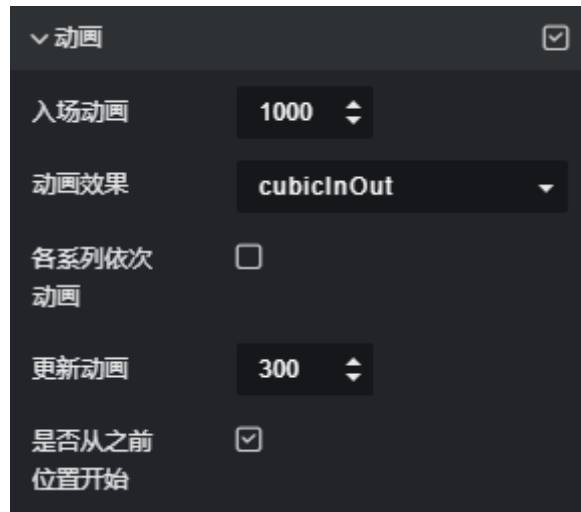 动画
入场动画 1000
动画效果 cubicInOut
各系列依次
动画
更新动画 300
是否从之前
位置开始